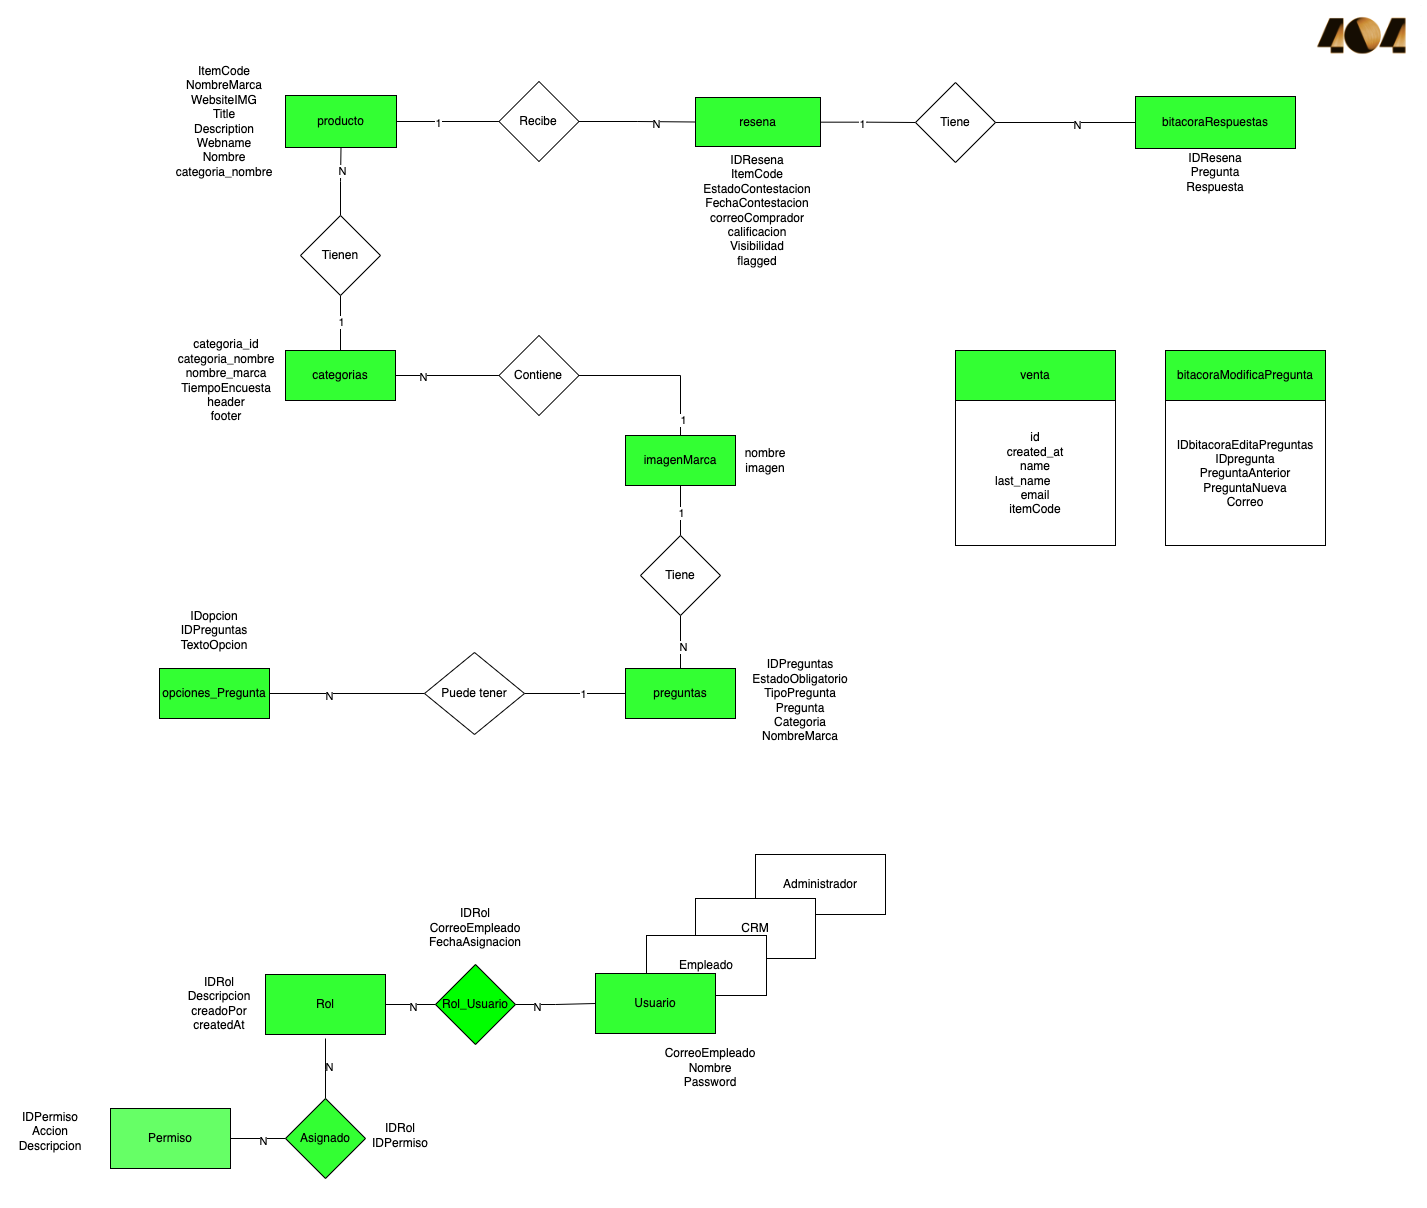 404
ItemCode
NombreMarca
WebsiteIMG
Title
Description
Webname
Nombre
categoria_nombre
producto
1
Recibe
N
resena
1
Tiene
N
bitacoraRespuestas
IDResena
ItemCode
EstadoContestacion
FechaContestacion
correoComprador
calificacion
Visibilidad
flagged
IDResena
Pregunta
Respuesta
N
Tienen
1
categoria_id
categoria_nombre
nombre_marca
TiempoEncuesta
header
footer
categorias
N
Contiene
1
imagenMarca
nombre
imagen
venta
id
created_at
name
last_name
email
itemCode
bitacoraModificaPregunta
IDbitacoraEditaPreguntas
IDpregunta
PreguntaAnterior
PreguntaNueva
Correo
1
Tiene
N
IDopcion
IDPreguntas
TextoOpcion
opciones_Pregunta
N
Puede tener
1
preguntas
IDPreguntas
EstadoObligatorio
TipoPregunta
Pregunta
Categoria
NombreMarca
Administrador
CRM
Empleado
Usuario
IDRol
CorreoEmpleado
FechaAsignacion
IDRol
Descripcion
creadoPor
createdAt
Rol
N
Rol_Usuario
N
CorreoEmpleado
Nombre
Password
N
IDPermiso
Accion
Descripcion
Permiso
N
Asignado
IDRol
IDPermiso